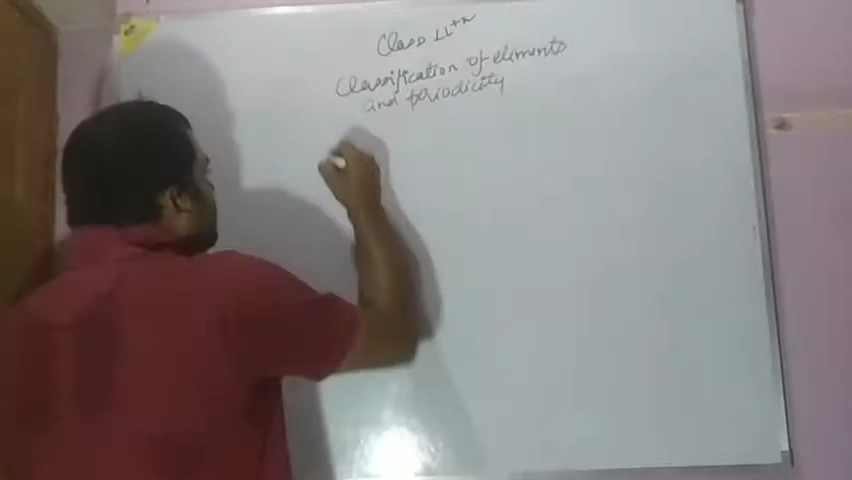 Class 11th
Classification of elements
and periodicity